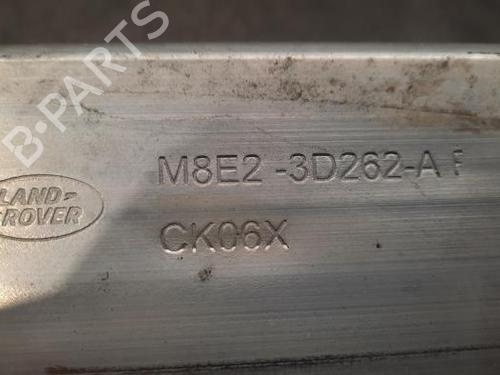 B-PARTS
M8E2 -3D262-A F
LAND-
ROVER
CK06X